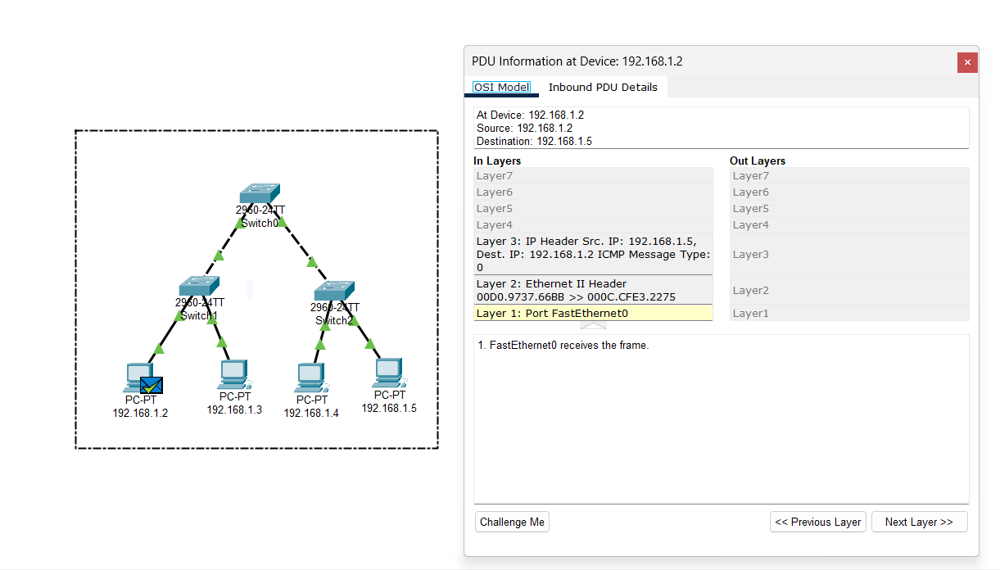 2960-24TT
Switch0
2960-24TT
Switch1
2960-24TT
Switch2
PC-PT
192.168.1.2
PC-PT
192.168.1.3
PC-PT
192.168.1.4
PC-PT
192.168.1.5
PDU Information at Device: 192.168.1.2
OSI Model
Inbound PDU Details
At Device: 192.168.1.2
Source: 192.168.1.2
Destination: 192.168.1.5
In Layers
Layer7
Layer6
Layer5
Layer4
Layer 3: IP Header Src. IP: 192.168.1.5,
Dest. IP: 192.168.1.2 ICMP Message Type:
0
Layer 2: Ethernet II Header
00D0.9737.66BB >> 000C.CFE3.2275
Layer 1: Port FastEthernet0
Out Layers
Layer7
Layer6
Layer5
Layer4
Layer3
Layer2
Layer1
1. FastEthernet0 receives the frame.
Challenge Me
<< Previous Layer
Next Layer >>